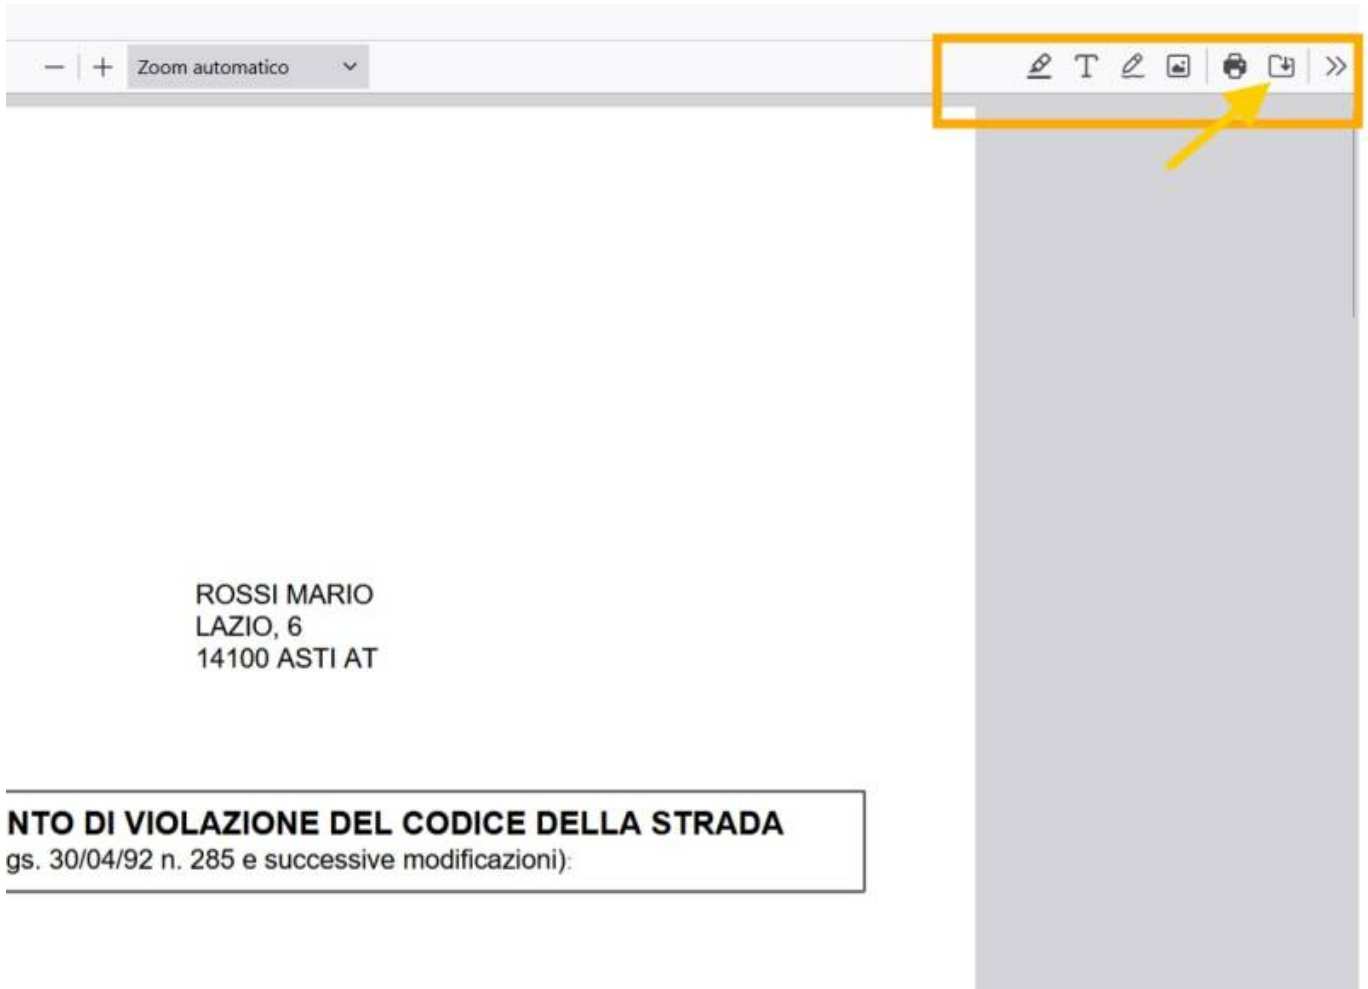 Zoom automatico
ROSSI MARIO
LAZIO, 6
14100 ASTI AT
NTO DI VIOLAZIONE DEL CODICE DELLA STRADA
gs. 30/04/92 n. 285 e successive modificazioni):